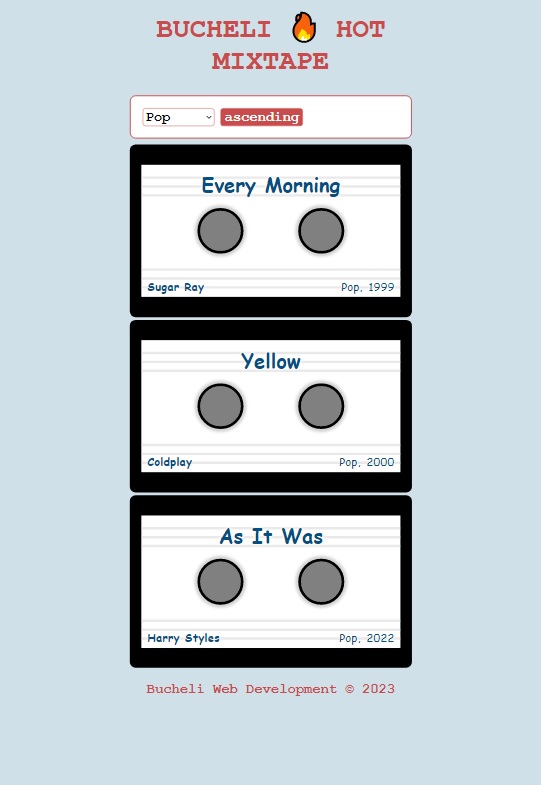 BUCHELI 🔥 HOT
MIXTAPE
Pop ascending
Every Morning
Sugar Ray Pop, 1999
Yellow
Coldplay Pop, 2000
As It Was
Harry Styles Pop, 2022
Bucheli Web Development © 2023